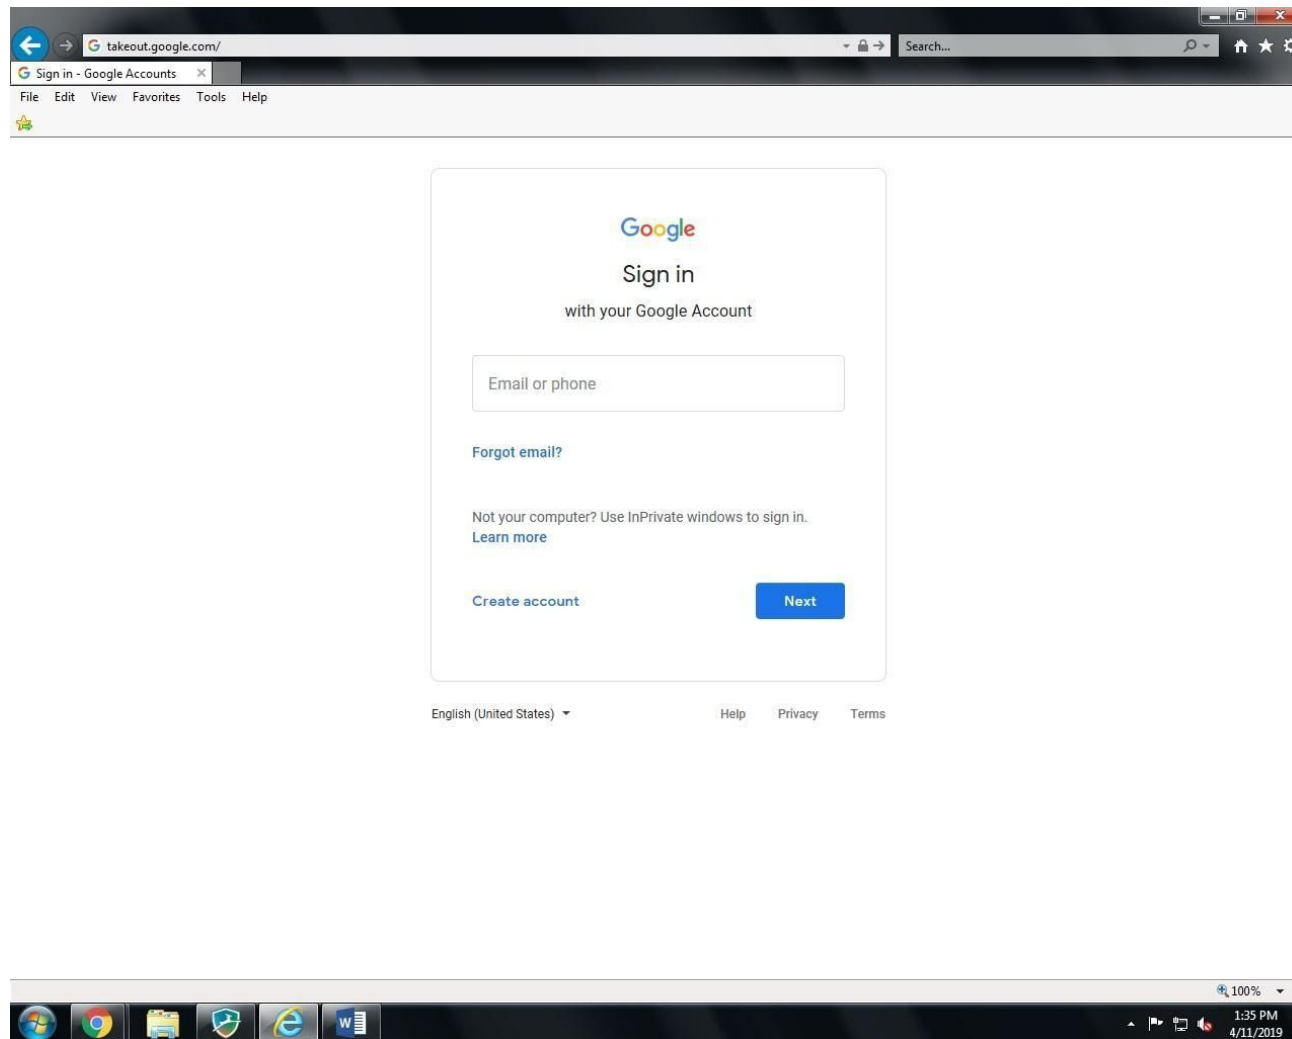 takeout.google.com/
Search...
Sign in - Google Accounts
File Edit View Favorites Tools Help
Google
Sign in
with your Google Account
Email or phone
Forgot email?
Not your computer? Use InPrivate windows to sign in.
Learn more
Create account
Next
English (United States)
Help Privacy Terms
100%
1:35 PM
4/11/2019